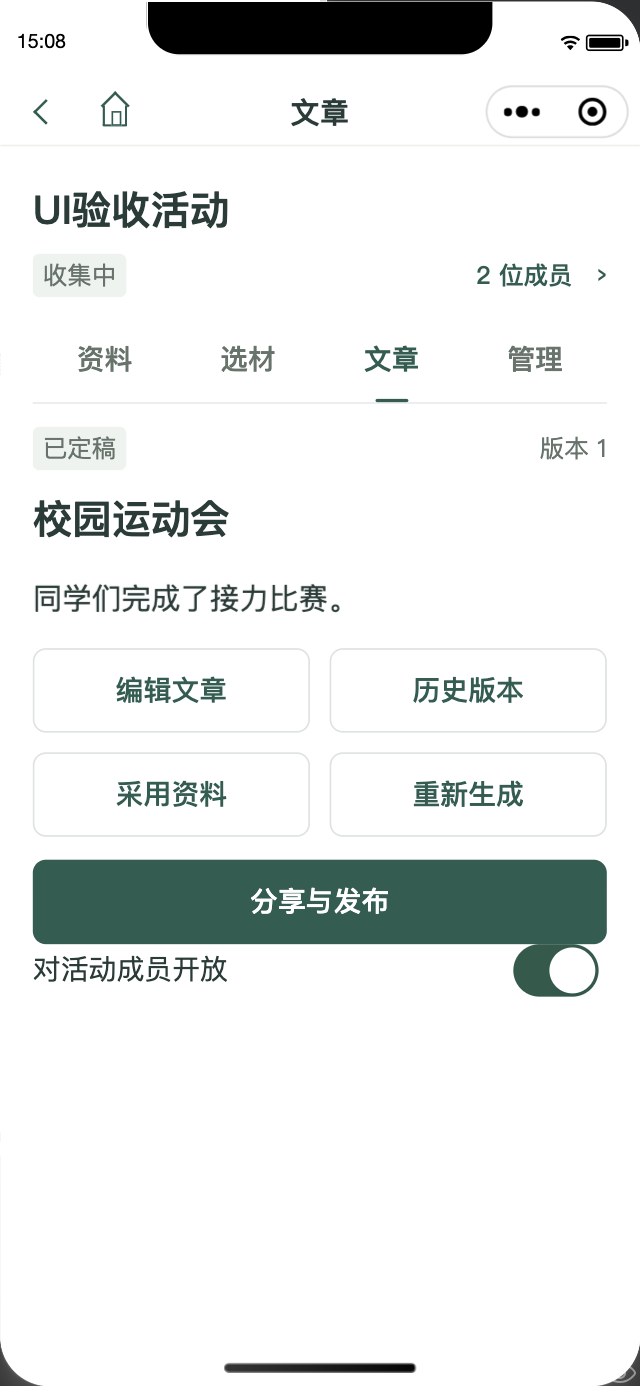 15:08
文章
UI验收活动
收集中
2 位成员 >
资料 选材 文章 管理
已定稿 版本 1
校园运动会
同学们完成了接力比赛。
编辑文章 历史版本
采用资料 重新生成
分享与发布
对活动成员开放